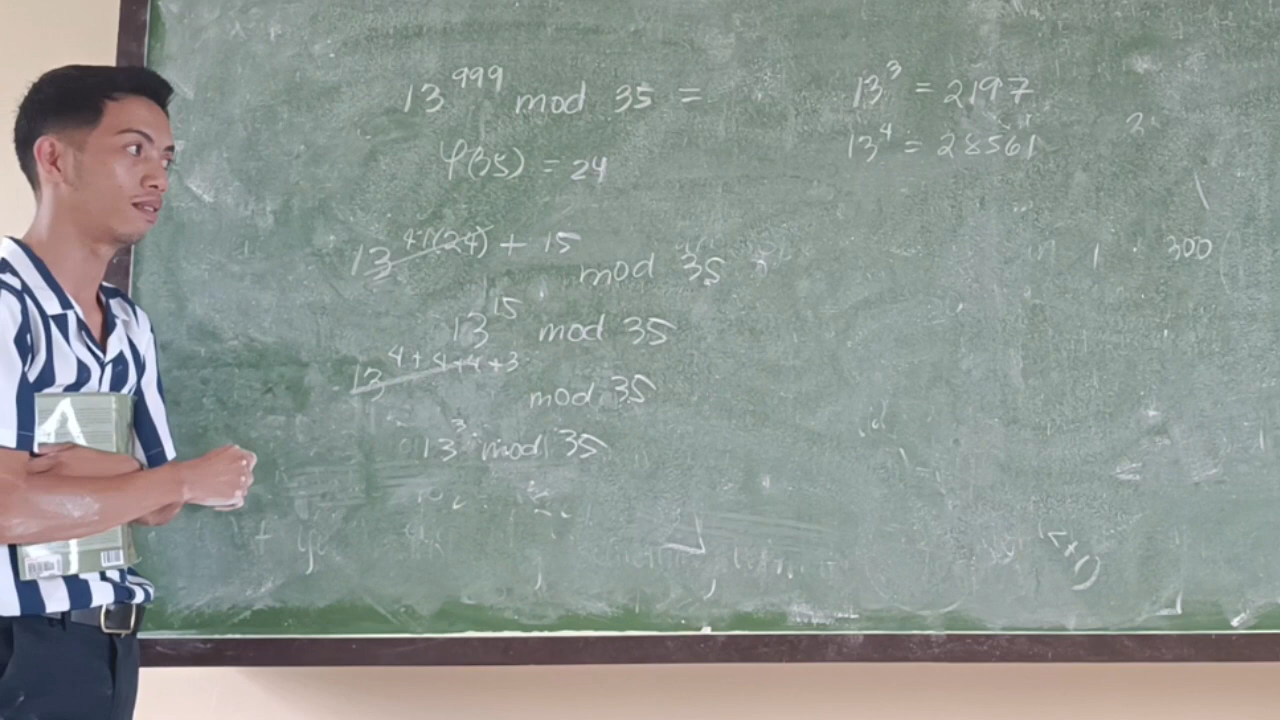 13^999 mod 35 =
φ(35) = 24
13^41(24) + 15 mod 35
13^15 mod 35
13^4+4+4+3 mod 35
13^3 mod 35
13^3 = 2197
13^4 = 28561
300